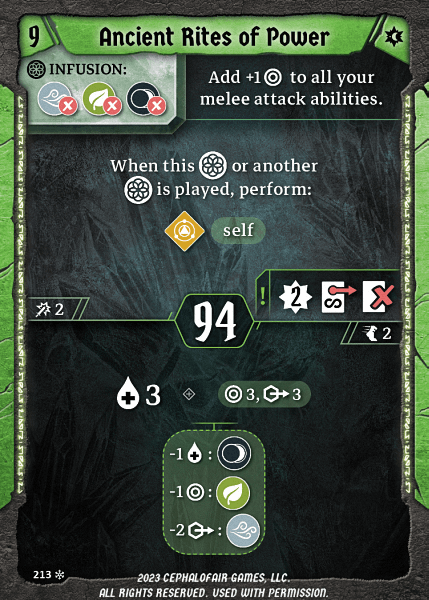 9
Ancient Rites of Power
INFUSION:
Add +1 to all your
melee attack abilities.
When this or another
is played, perform:
self
2
94
! 2
2
3
3, 3
-1 :
-1 :
-2 :
213
2023 CEPHALOFAIR GAMES, LLC.
ALL RIGHTS RESERVED. USED WITH PERMISSION.